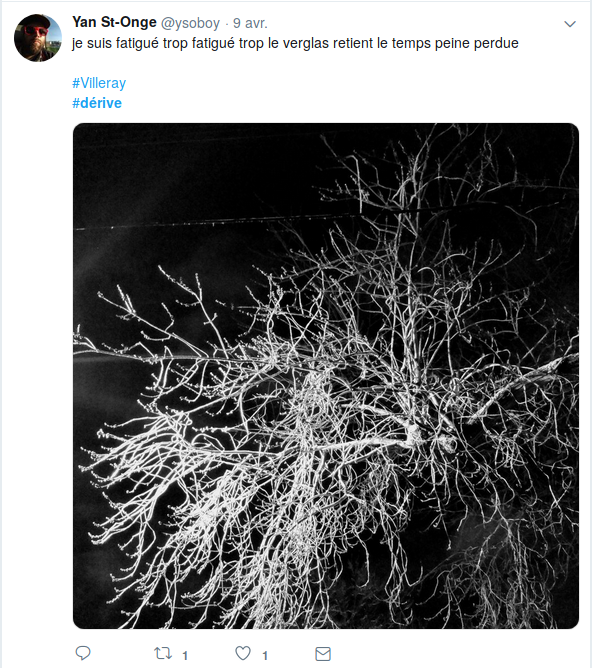 Yan St-Onge @ysoboy · 9 avr.
je suis fatigué trop fatigué trop le verglas retient le temps peine perdue
#Villeray
#dérive
1 1